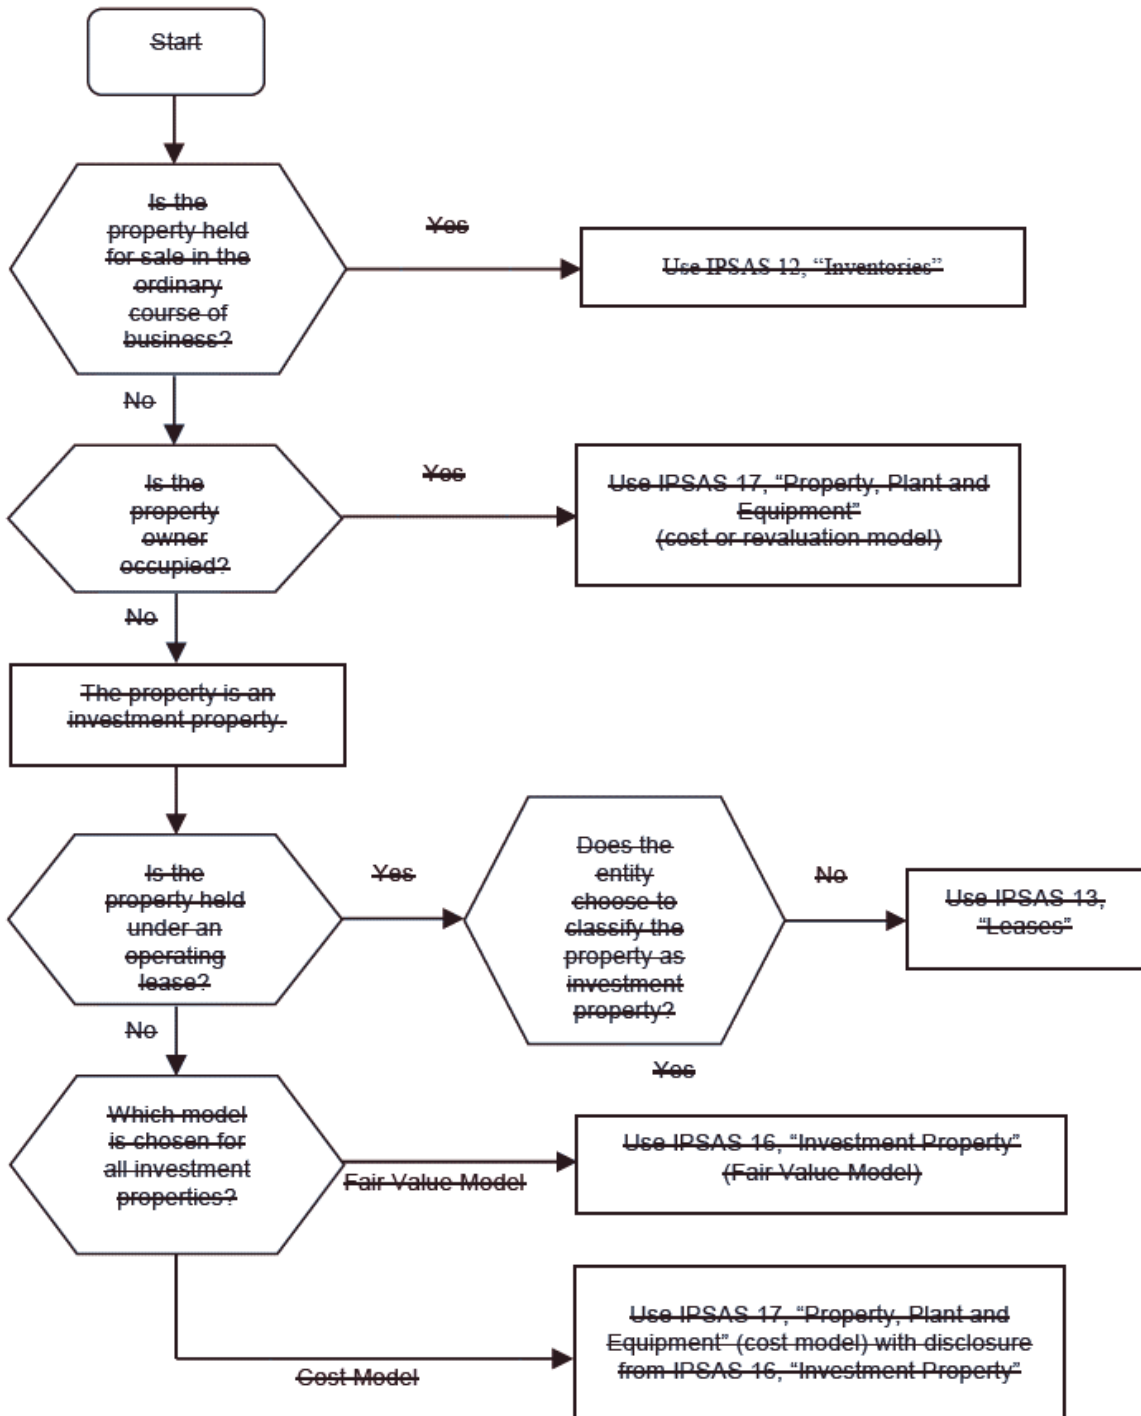 Start
Is the
property held
for sale in the
ordinary
course of
business?
Yes
Use IPSAS 12, “Inventories”
No
Is the
property
owner
occupied?
Yes
Use IPSAS 17, “Property, Plant and
Equipment”
(cost or revaluation model)
No
The property is an
investment property.
Is the
property held
under an
operating
lease?
Yes
Does the
entity
choose to
classify the
property as
investment
property?
No
Use IPSAS 13,
“Leases”
No
Yes
Which model
is chosen for
all investment
properties?
Fair Value Model
Use IPSAS 16, “Investment Property”
(Fair Value Model)
Cost Model
Use IPSAS 17, “Property, Plant and
Equipment” (cost model) with disclosure
from IPSAS 16, “Investment Property”